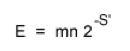 E = mn 2^-S'